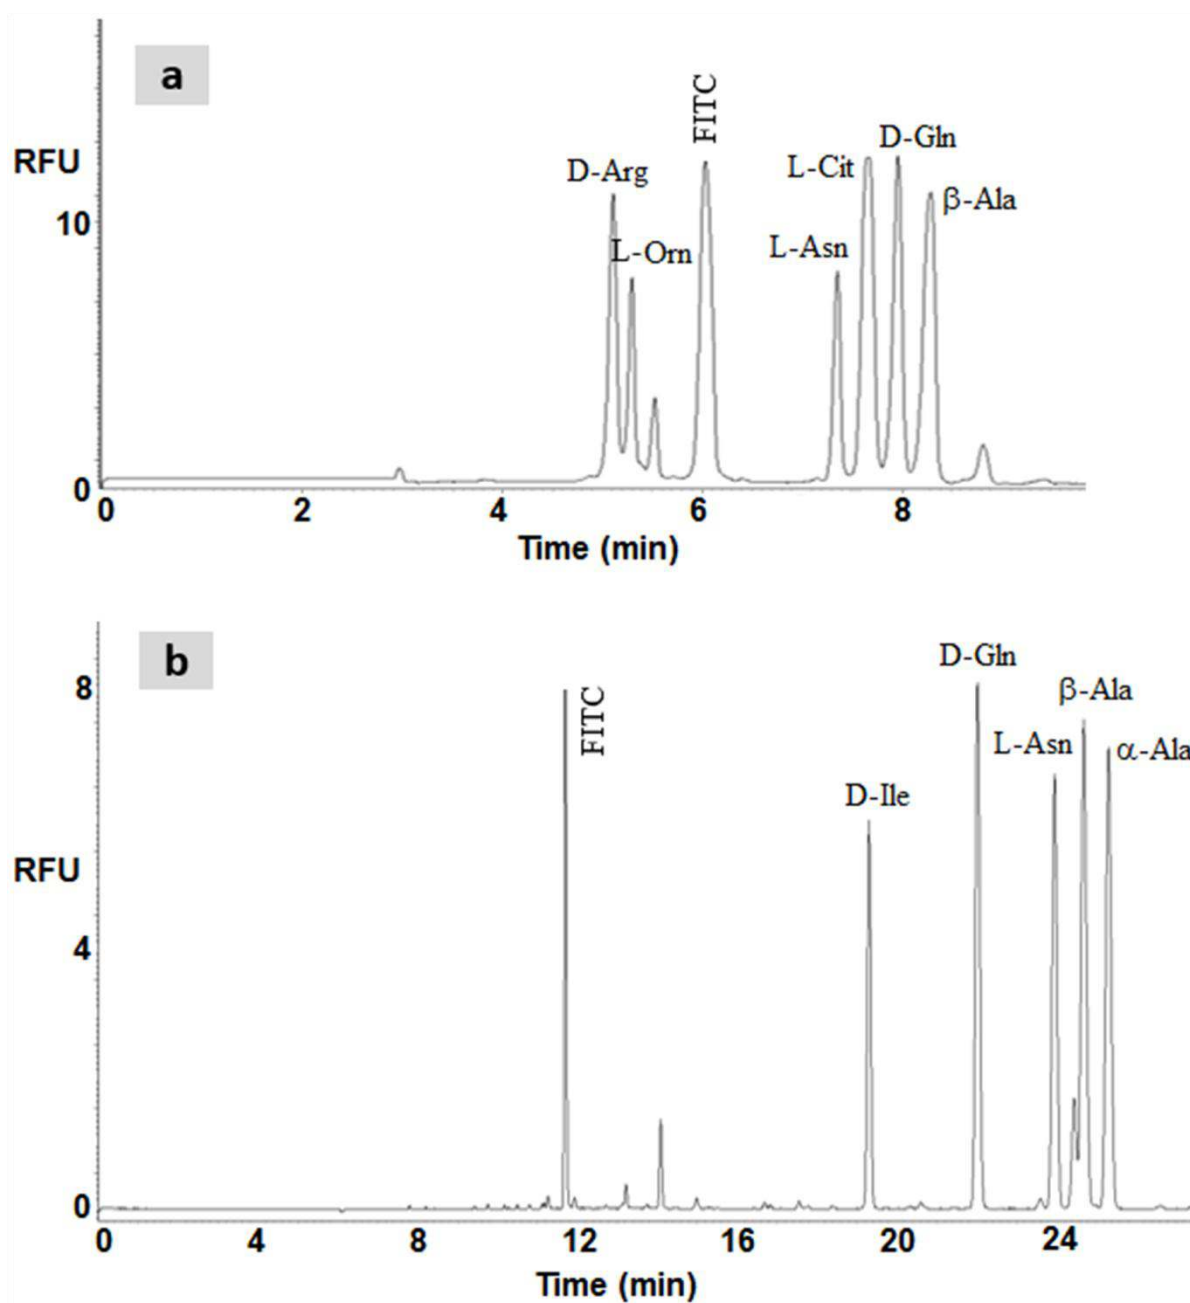 a
FITC
D-Gln
RFU
L-Cit
D-Arg
β-Ala
10
L-Orn
L-Asn
0
0 2 4 6 8
Time (min)
b
D-Gln
8
β-Ala
FITC
L-Asn
α-Ala
D-Ile
RFU
4
0
0 4 8 12 16 20 24
Time (min)